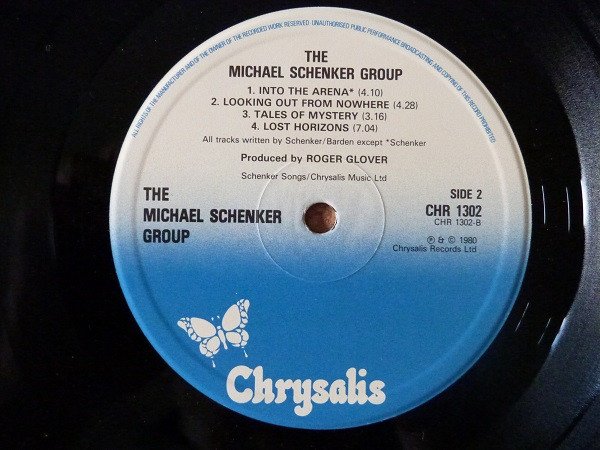 ALL RIGHTS OF THE MANUFACTURER AND OF THE OWNER OF THE RECORDED WORK RESERVED UNAUTHORISED PUBLIC PERFORMANCE BROADCASTING AND COPYING OF THIS RECORD PROHIBITED
THE
MICHAEL SCHENKER GROUP
1. INTO THE ARENA* (4.10)
2. LOOKING OUT FROM NOWHERE (4.28)
3. TALES OF MYSTERY (3.16)
4. LOST HORIZONS (7.04)
All tracks written by Schenker/Barden except *Schenker
Produced by ROGER GLOVER
Schenker Songs/Chrysalis Music Ltd
THE
MICHAEL SCHENKER
GROUP
SIDE 2
CHR 1302
CHR 1302-B
℗ & © 1980
Chrysalis Records Ltd
Chrysalis